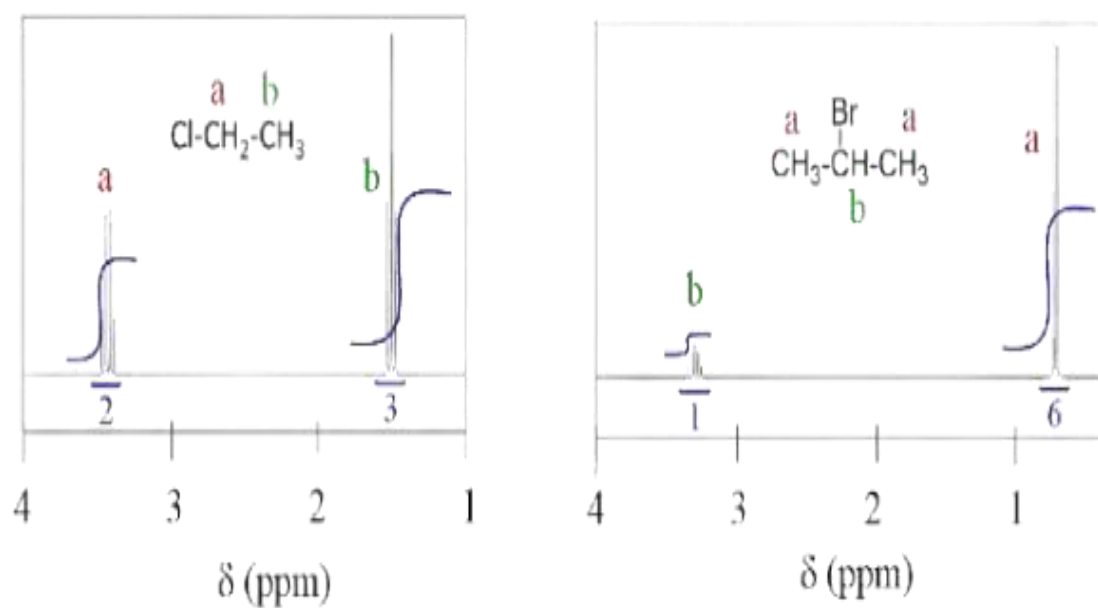 a b
Cl-CH2-CH3
a
b
2
3
4 3 2 1
δ (ppm)
Br
a a
CH3-CH-CH3
b
a
b
1
6
4 3 2 1
δ (ppm)